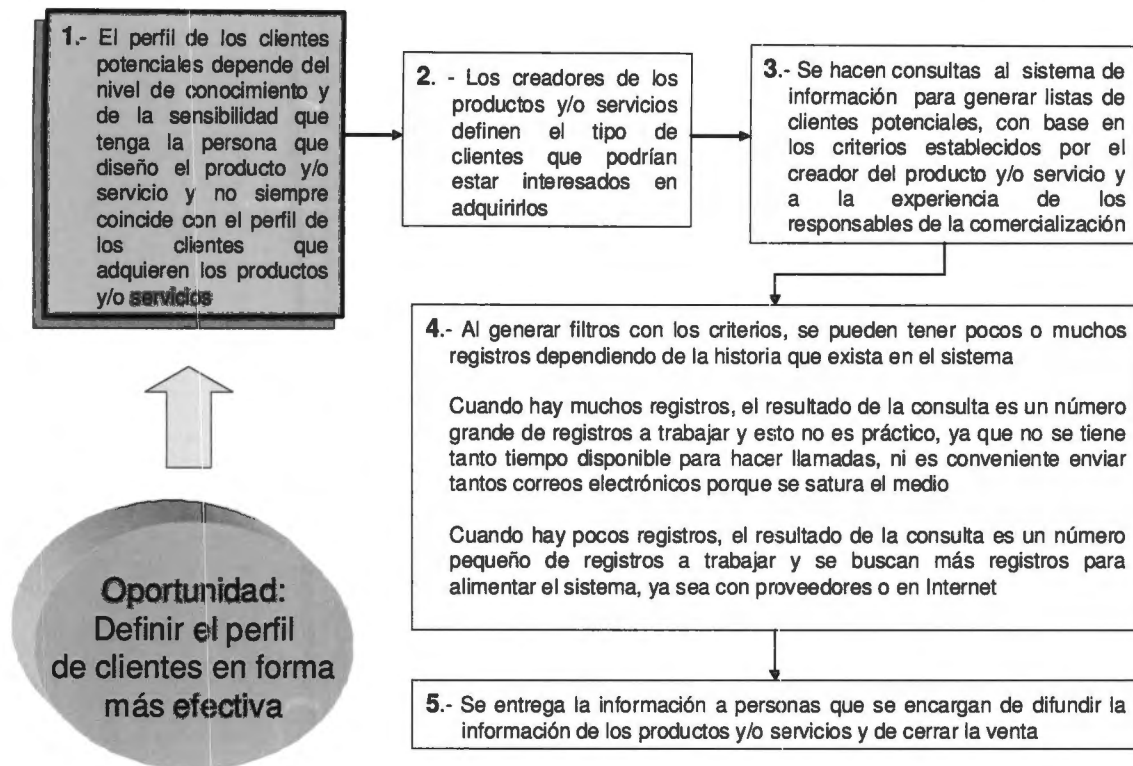 1.- El perfil de los clientes
potenciales depende del
nivel de conocimiento y
de la sensibilidad que
tenga la persona que
diseño el producto y/o
servicio y no siempre
coincide con el perfil de
los clientes que
adquieren los productos
y/o servicios
2. - Los creadores de los
productos y/o servicios
definen el tipo de
clientes que podrían
estar interesados en
adquirirlos
3.- Se hacen consultas al sistema de
información para generar listas de
clientes potenciales, con base en
los criterios establecidos por el
creador del producto y/o servicio y
a la experiencia de los
responsables de la comercialización
4.- Al generar filtros con los criterios, se pueden tener pocos o muchos
registros dependiendo de la historia que exista en el sistema
Cuando hay muchos registros, el resultado de la consulta es un número
grande de registros a trabajar y esto no es práctico, ya que no se tiene
tanto tiempo disponible para hacer llamadas, ni es conveniente enviar
tantos correos electrónicos porque se satura el medio
Cuando hay pocos registros, el resultado de la consulta es un número
pequeño de registros a trabajar y se buscan más registros para
alimentar el sistema, ya sea con proveedores o en Internet
Oportunidad:
Definir el perfil
de clientes en forma
más efectiva
5.- Se entrega la información a personas que se encargan de difundir la
información de los productos y/o servicios y de cerrar la venta